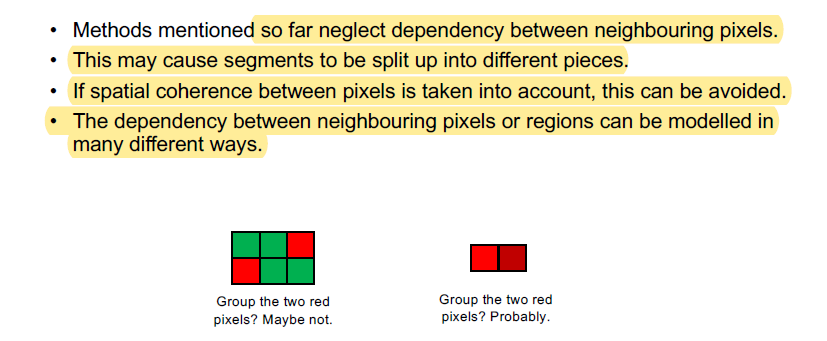 • Methods mentioned so far neglect dependency between neighbouring pixels.
• This may cause segments to be split up into different pieces.
• If spatial coherence between pixels is taken into account, this can be avoided.
• The dependency between neighbouring pixels or regions can be modelled in
many different ways.
Group the two red
pixels? Maybe not.
Group the two red
pixels? Probably.